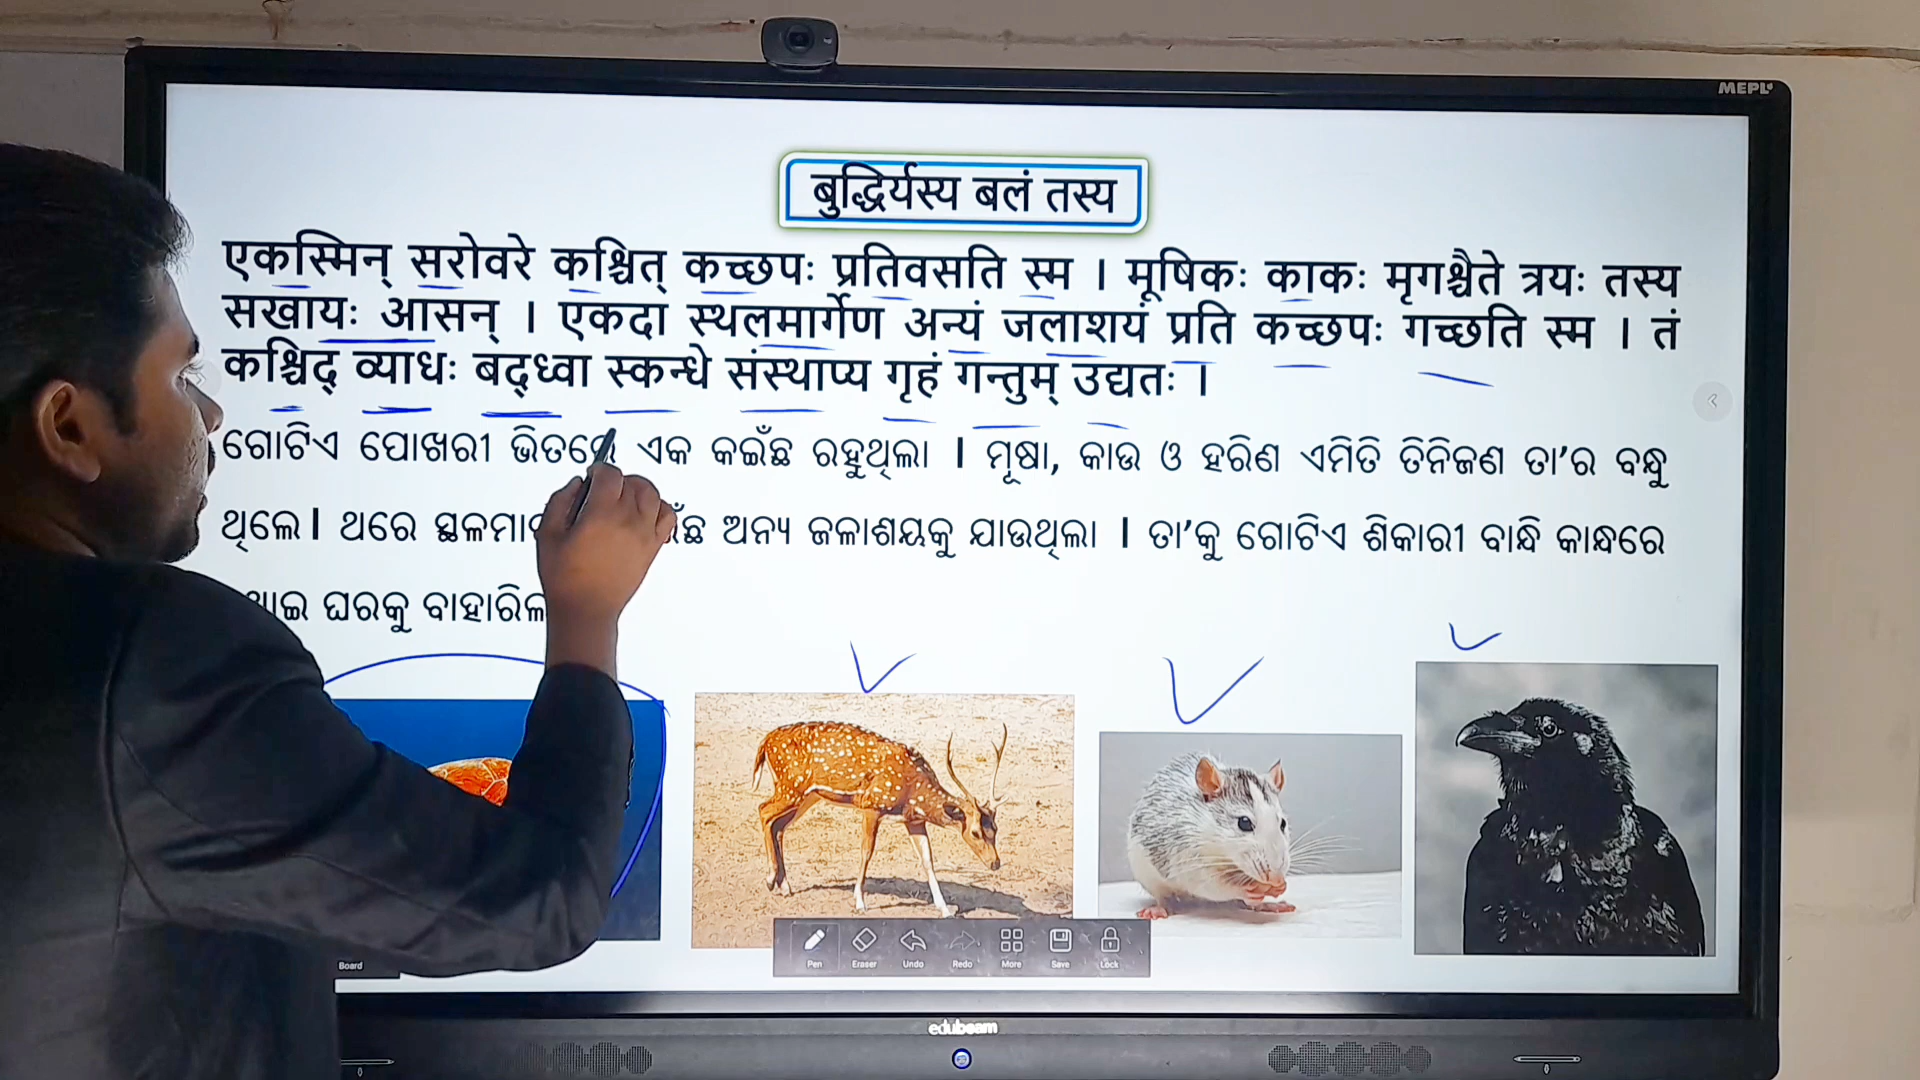 MEPL
बुद्धिर्यस्य बलं तस्य
एकस्मिन् सरोवरे कश्चित् कच्छपः प्रतिवसति स्म । मूषिकः काकः मृगश्चैते त्रयः तस्य
सखायः आसन् । एकदा स्थलमार्गेण अन्यं जलाशयं प्रति कच्छपः गच्छति स्म । तं
कश्चिद् व्याधः बद्ध्वा स्कन्धे संस्थाप्य गृहं गन्तुम् उद्यतः ।
ଗୋଟିଏ ପୋଖରୀ ଭିତରେ ଏକ କଇଁଛ ରହୁଥିଲା । ମୂଷା, କାଉ ଓ ହରିଣ ଏମିତି ତିନିଜଣ ତା’ର ବନ୍ଧୁ
ଥିଲେ। ଥରେ ଅନ୍ୟ ଜଳାଶୟକୁ ଯାଉଥିଲା । ତା’କୁ ଗୋଟିଏ ଶିକାରୀ ବାନ୍ଧି କାନ୍ଧରେ
ଘରକୁ
Board
Pen Eraser Undo Redo More Save Lock
edubeam